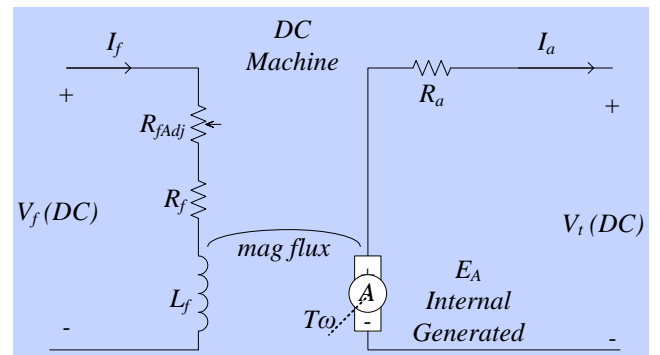 I_f
DC
Machine
I_a
+
R_a
+
R_fAdj
R_f
V_f (DC)
V_t (DC)
mag flux
L_f
E_A
Internal
Generated
A
Tω
-
-
-